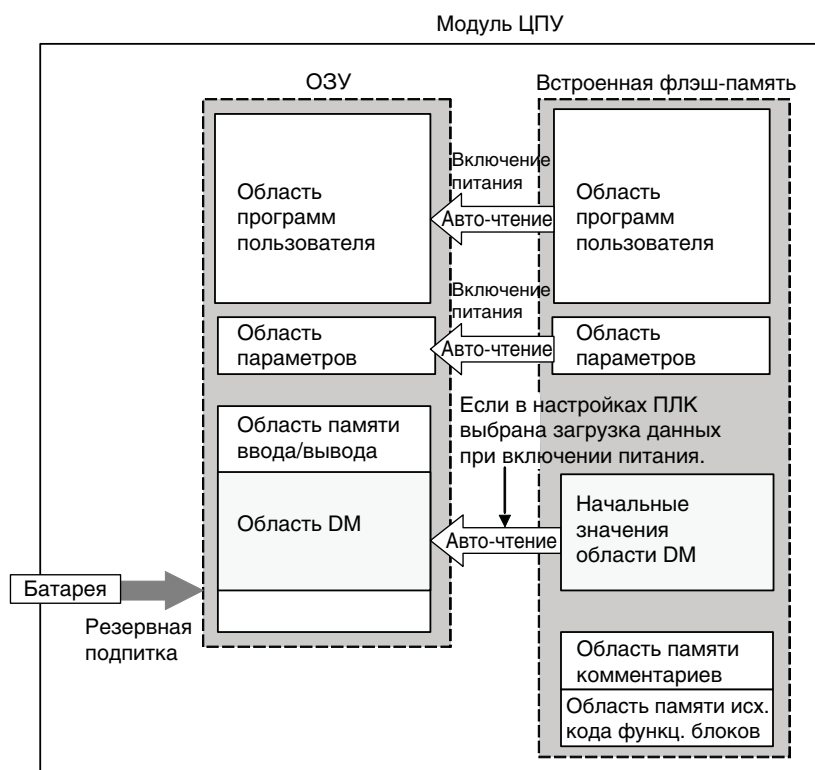 Модуль ЦПУ
ОЗУ
Встроенная флэш-память
Область
программ
пользователя
Включение
питания
Авто-чтение
Область
программ
пользователя
Область
параметров
Включение
питания
Авто-чтение
Область
параметров
Область памяти
ввода/вывода
Если в настройках ПЛК
выбрана загрузка данных
при включении питания.
Область DM
Авто-чтение
Начальные
значения
области DM
Батарея
Резервная
подпитка
Область памяти
комментариев
Область памяти исх.
кода функц. блоков